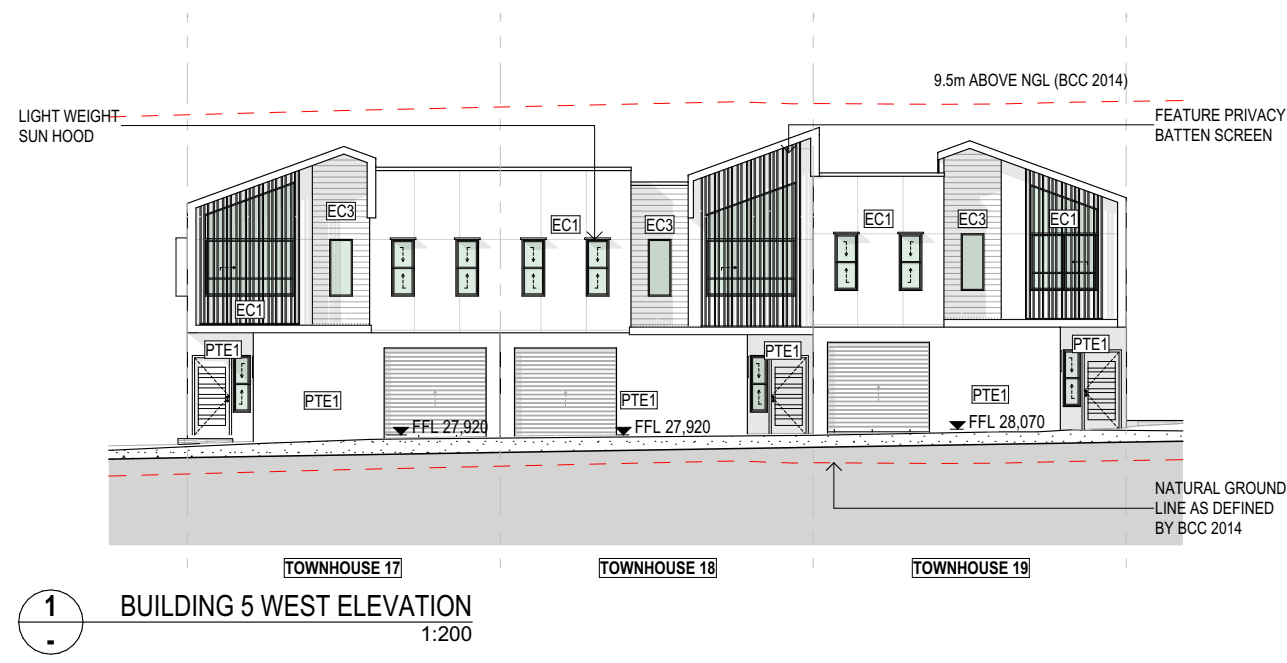 9.5m ABOVE NGL (BCC 2014)
LIGHT WEIGHT
SUN HOOD
FEATURE PRIVACY
BATTEN SCREEN
EC3
EC1
EC3
EC1
EC3
EC1
EC1
PTE1
PTE1
PTE1
PTE1
PTE1
PTE1
FFL 27,920
FFL 27,920
FFL 28,070
NATURAL GROUND
LINE AS DEFINED
BY BCC 2014
TOWNHOUSE 17
TOWNHOUSE 18
TOWNHOUSE 19
1
-
BUILDING 5 WEST ELEVATION
1:200